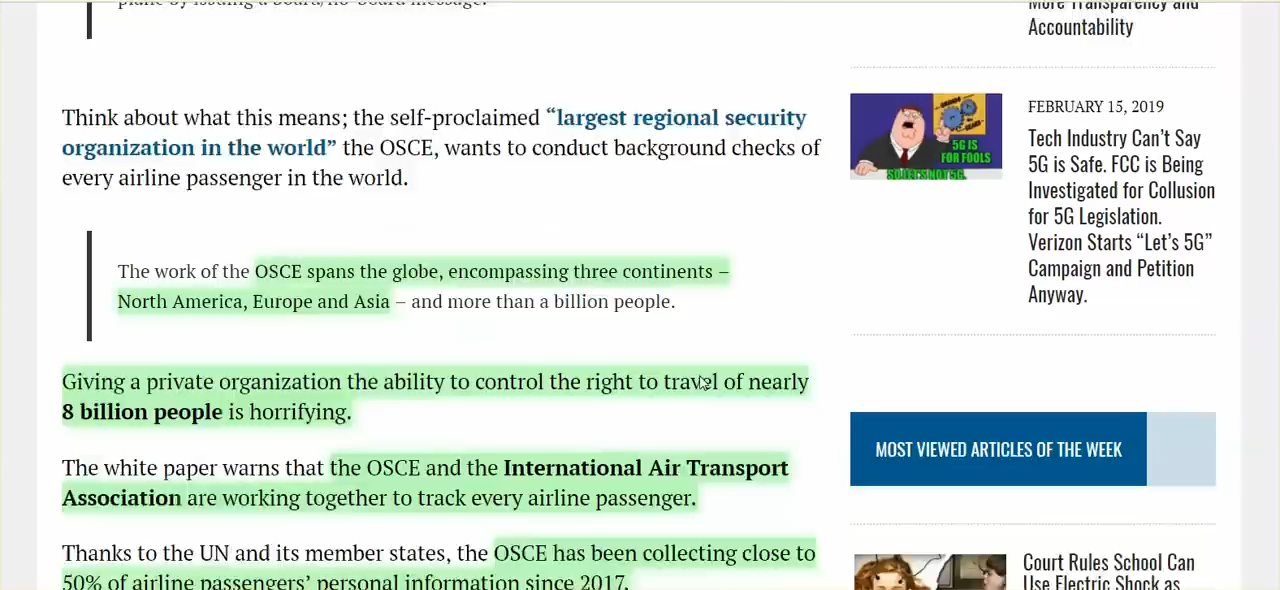 plane by issuing a board/no-board message.
Think about what this means; the self-proclaimed “largest regional security
organization in the world” the OSCE, wants to conduct background checks of
every airline passenger in the world.
The work of the OSCE spans the globe, encompassing three continents –
North America, Europe and Asia – and more than a billion people.
Giving a private organization the ability to control the right to travel of nearly
8 billion people is horrifying.
The white paper warns that the OSCE and the International Air Transport
Association are working together to track every airline passenger.
Thanks to the UN and its member states, the OSCE has been collecting close to
50% of airline passengers’ personal information since 2017.
More Transparency and
Accountability
5G IS
FOR FOOLS
SO LET'S NOT 5G.
FEBRUARY 15, 2019
Tech Industry Can’t Say
5G is Safe. FCC is Being
Investigated for Collusion
for 5G Legislation.
Verizon Starts “Let’s 5G”
Campaign and Petition
Anyway.
MOST VIEWED ARTICLES OF THE WEEK
Court Rules School Can
Use Electric Shock as